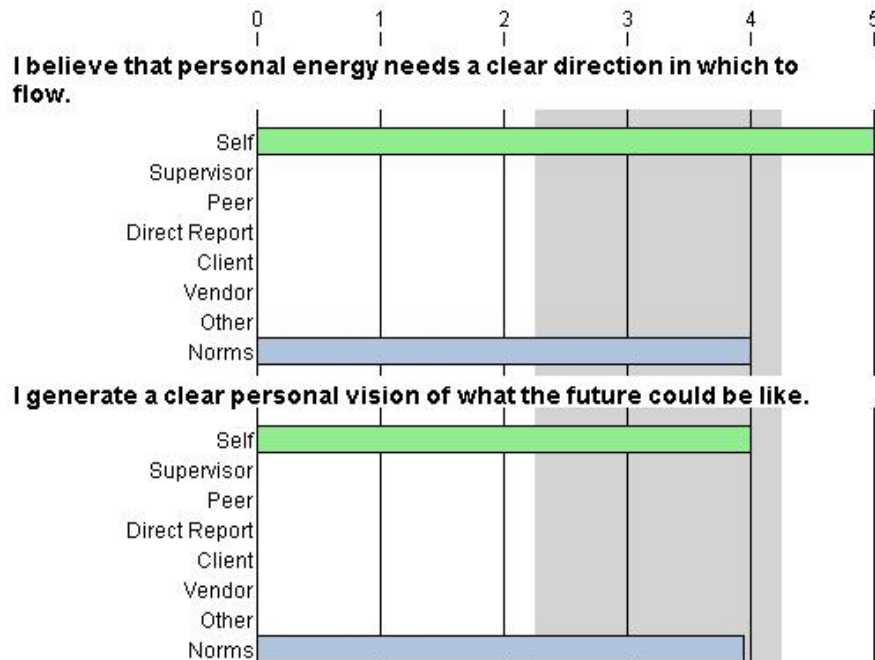 0 1 2 3 4 5
I believe that personal energy needs a clear direction in which to
flow.
Self
Supervisor
Peer
Direct Report
Client
Vendor
Other
Norms
I generate a clear personal vision of what the future could be like.
Self
Supervisor
Peer
Direct Report
Client
Vendor
Other
Norms